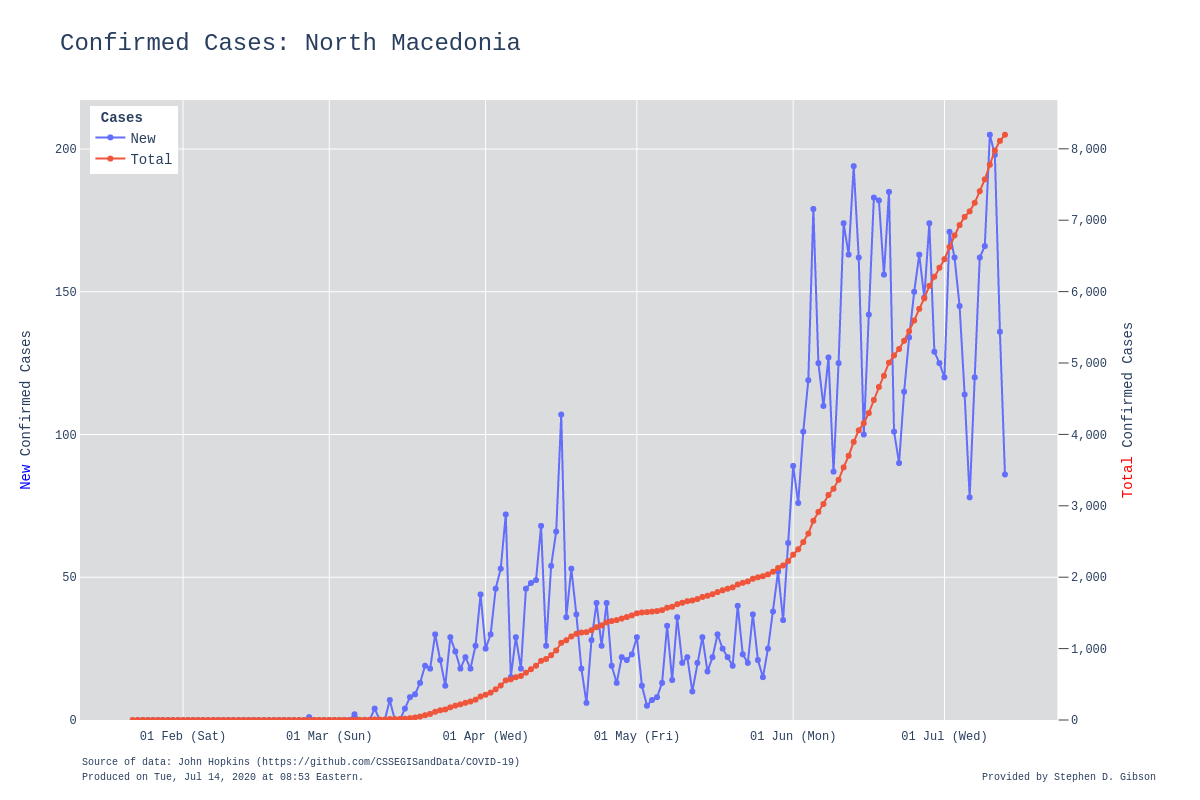 Confirmed Cases: North Macedonia
Cases
New
Total
200
150
100
50
0
8,000
7,000
6,000
5,000
4,000
3,000
2,000
1,000
0
New Confirmed Cases
Total Confirmed Cases
01 Feb (Sat)
01 Mar (Sun)
01 Apr (Wed)
01 May (Fri)
01 Jun (Mon)
01 Jul (Wed)
Source of data: John Hopkins (https://github.com/CSSEGISandData/COVID-19)
Produced on Tue, Jul 14, 2020 at 08:53 Eastern.
Provided by Stephen D. Gibson